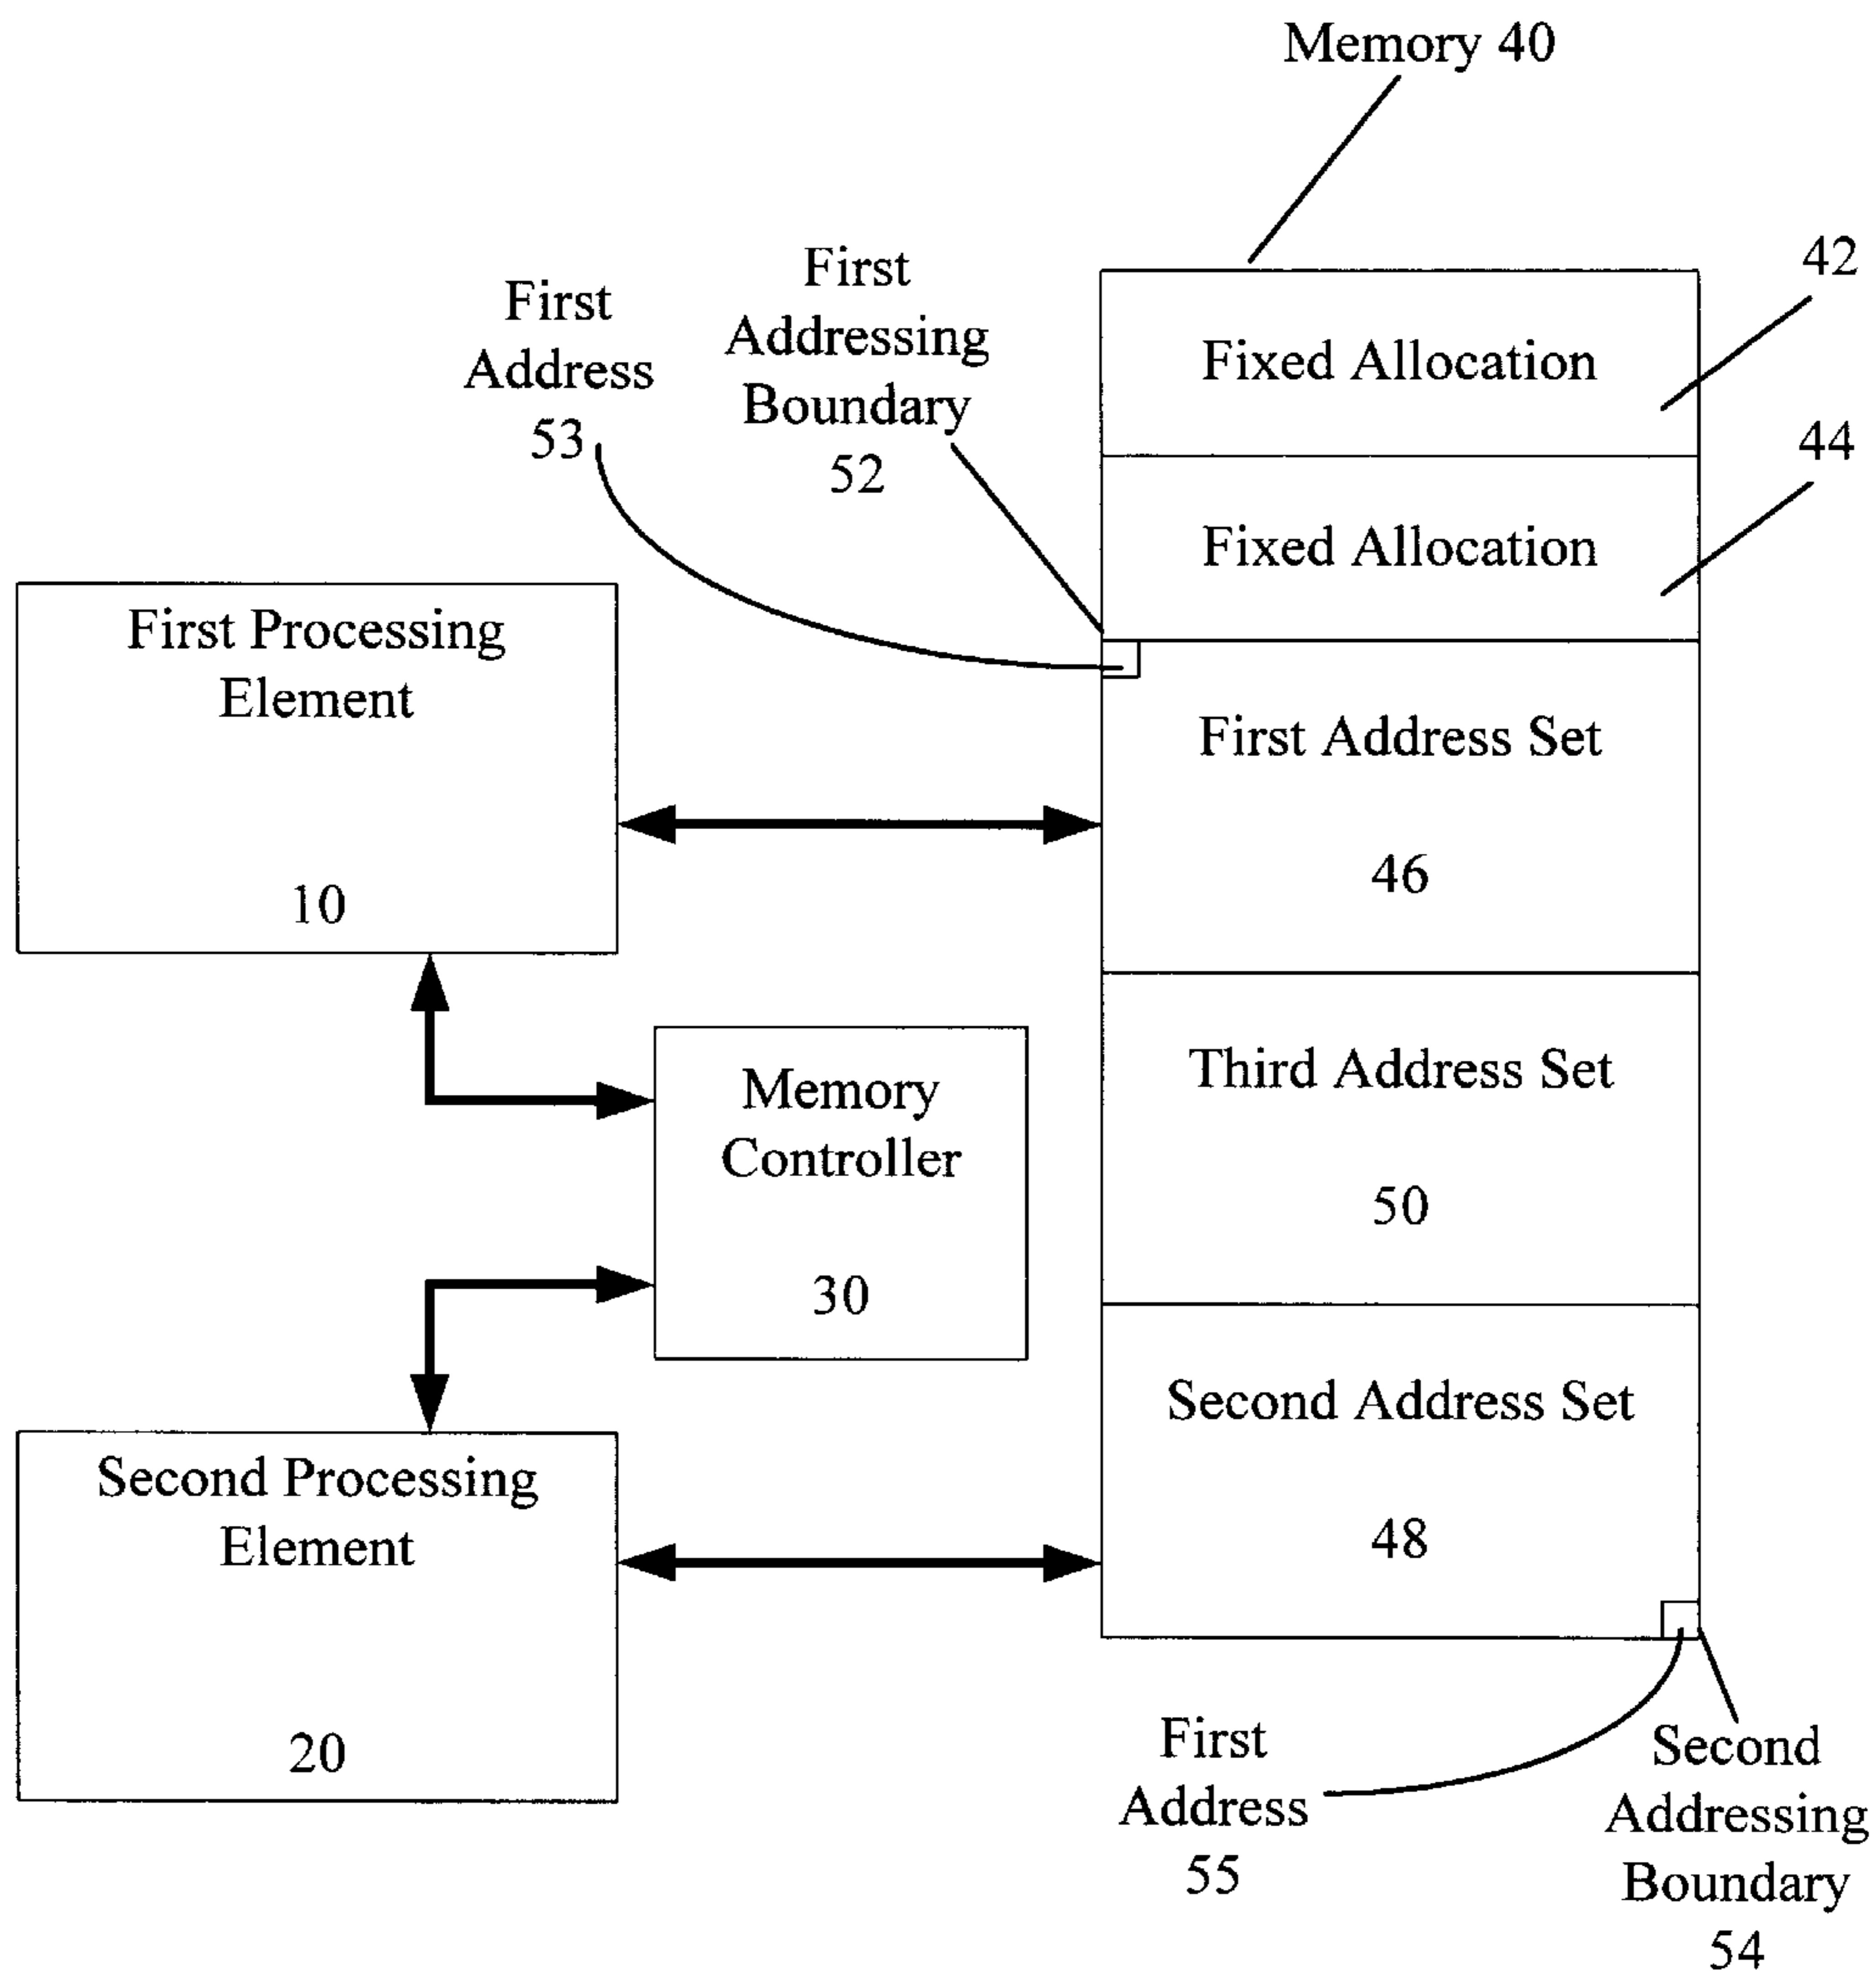 Memory 40
First
Address
53
First
Addressing
Boundary
52
42
Fixed Allocation
44
Fixed Allocation
First Processing
Element
10
First Address Set
46
Memory
Controller
30
Third Address Set
50
Second Address Set
48
Second Processing
Element
20
First
Address
55
Second
Addressing
Boundary
54